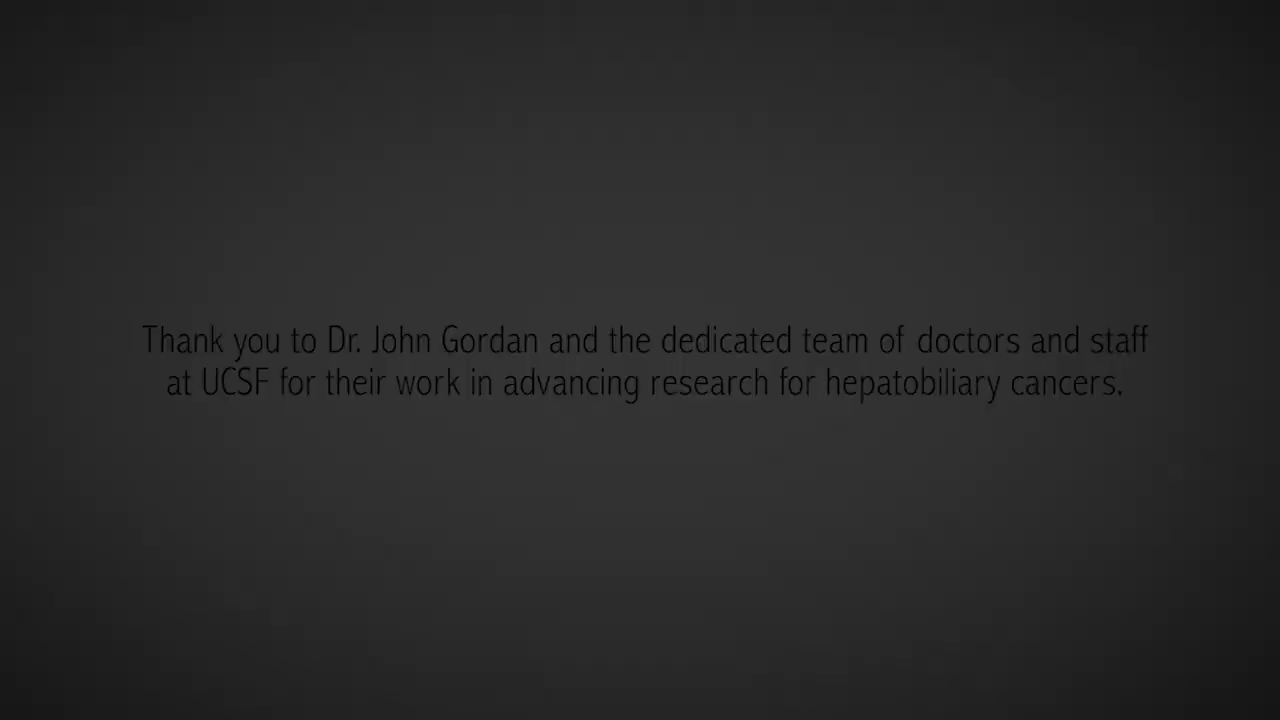 Thank you to Dr. John Gordan and the dedicated team of doctors and staff
at UCSF for their work in advancing research for hepatobiliary cancers.